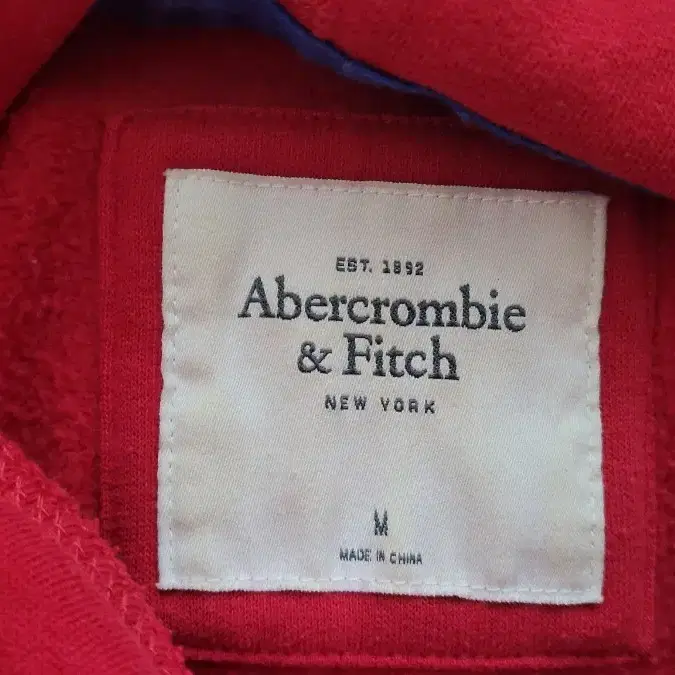 EST. 1892
Abercrombie
& Fitch
NEW YORK
M
MADE IN CHINA